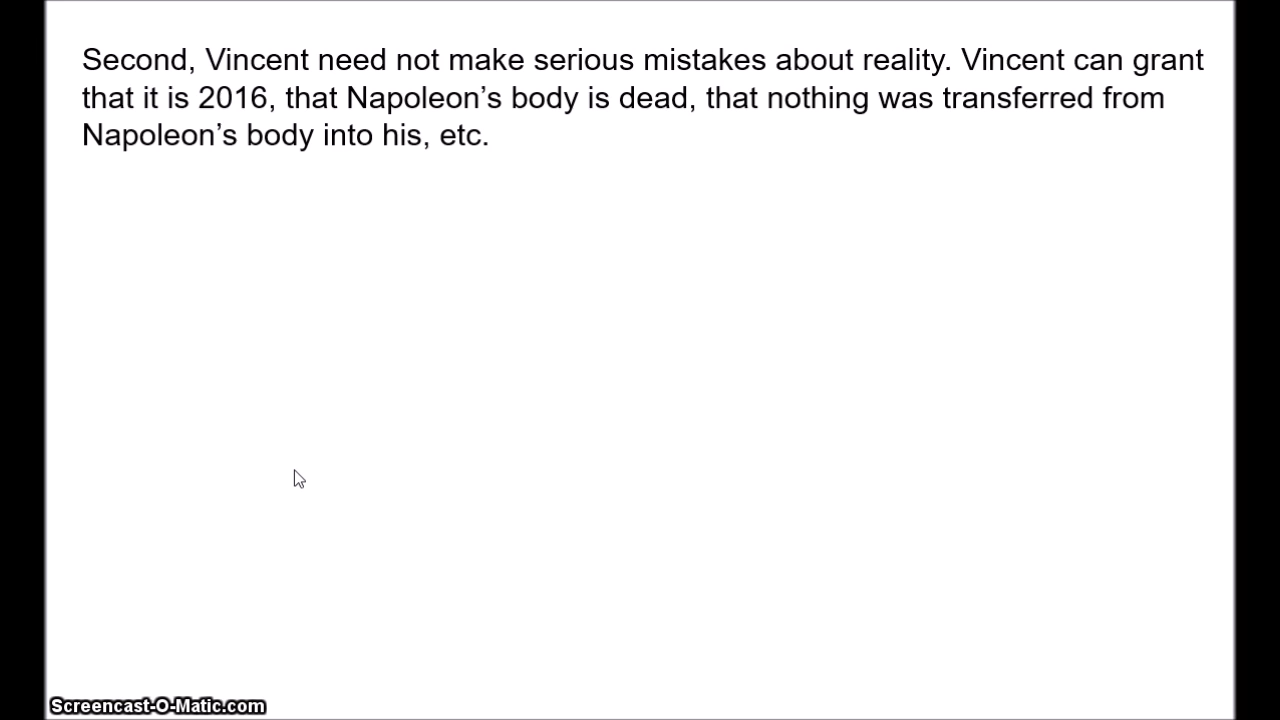 Second, Vincent need not make serious mistakes about reality. Vincent can grant
that it is 2016, that Napoleon’s body is dead, that nothing was transferred from
Napoleon’s body into his, etc.
Screencast-O-Matic.com